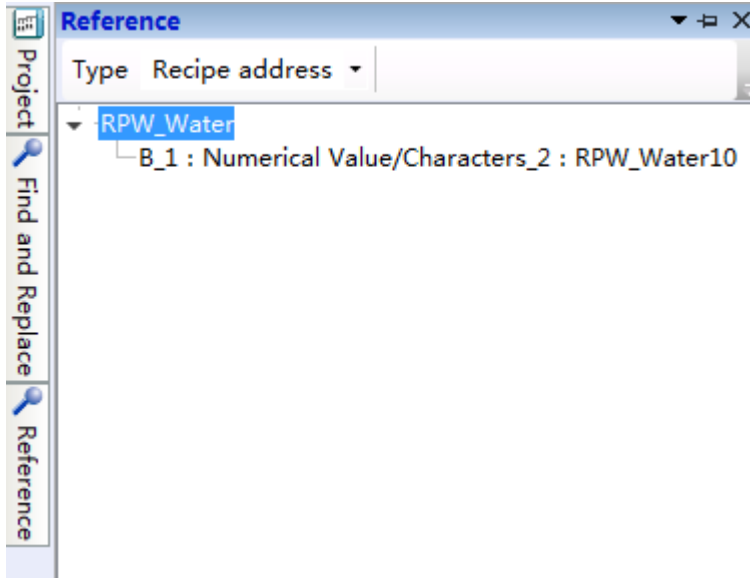 Reference
Type Recipe address
RPW_Water
B_1 : Numerical Value/Characters_2 : RPW_Water10
Project
Find and Replace
Reference